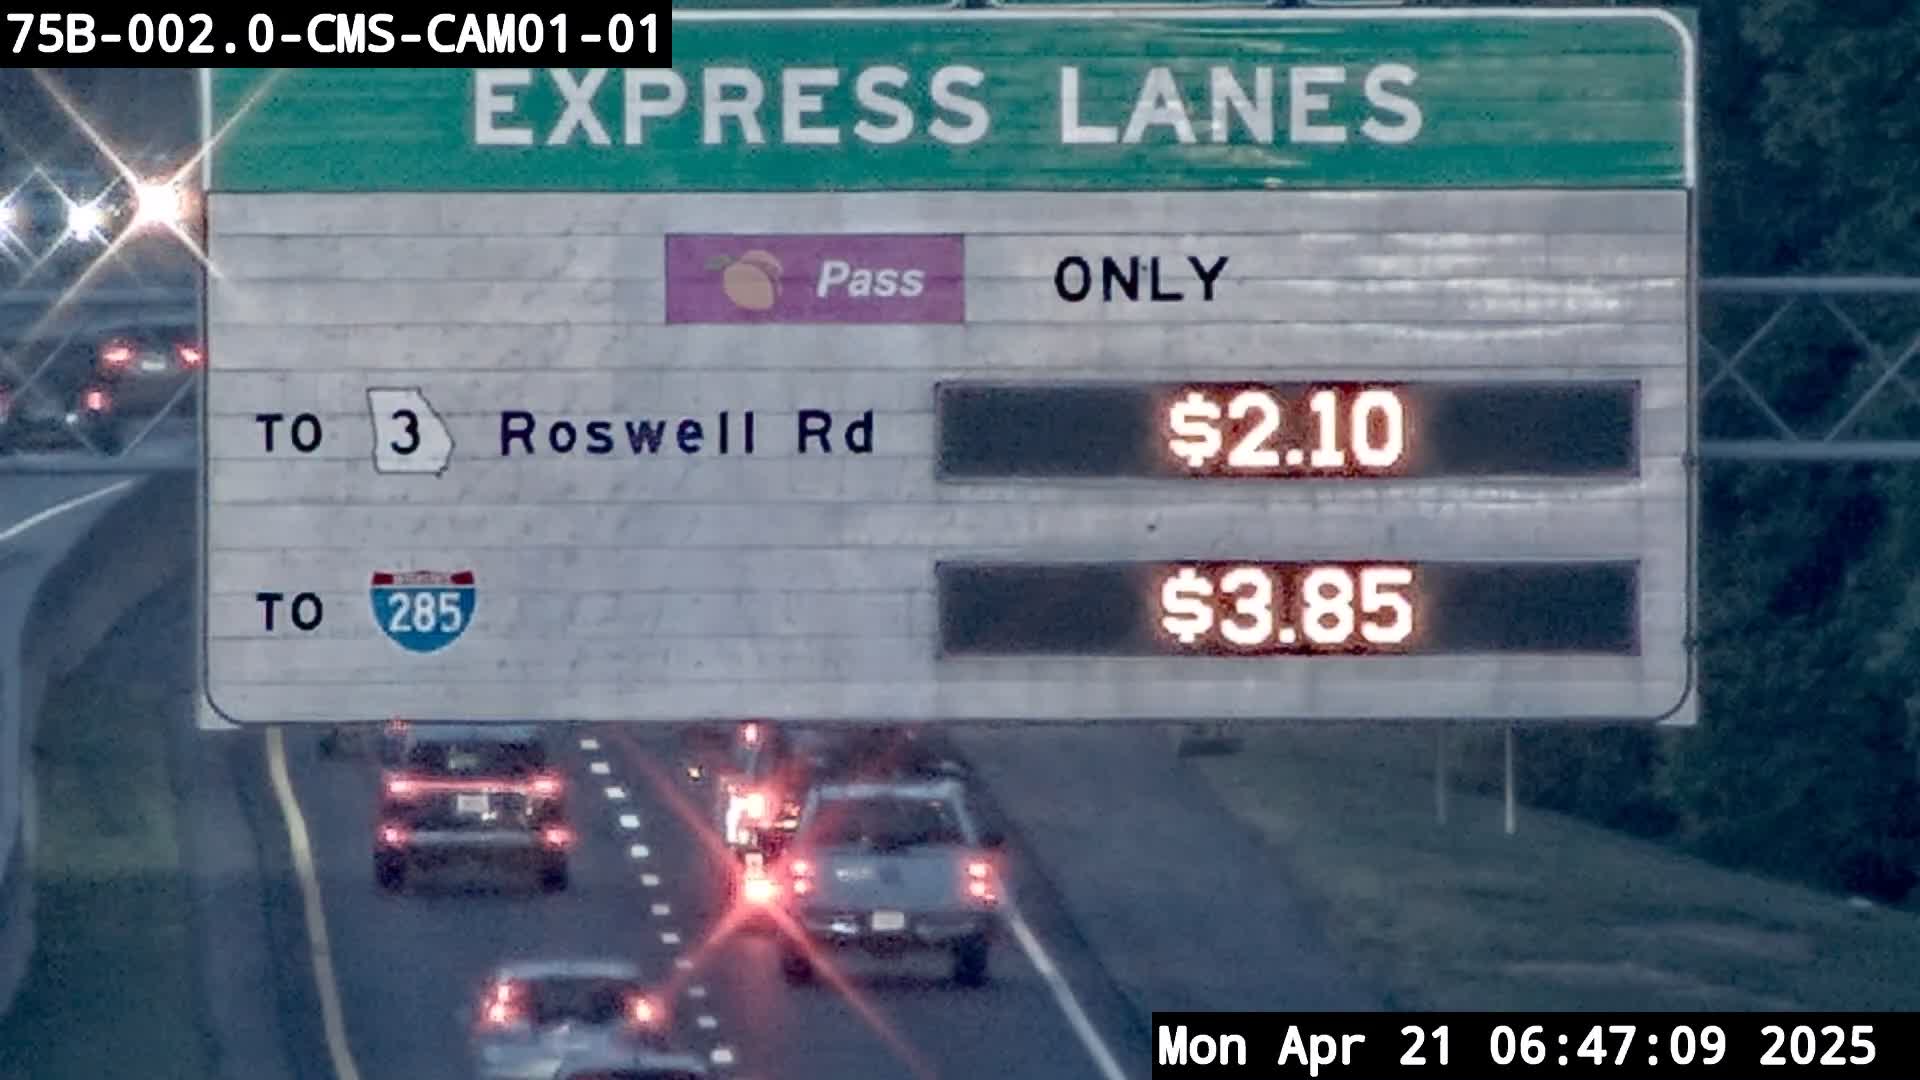 75B-002.0-CMS-CAM01-01
EXPRESS LANES
Pass ONLY
TO 3 Roswell Rd $2.10
TO 285 $3.85
Mon Apr 21 06:47:09 2025